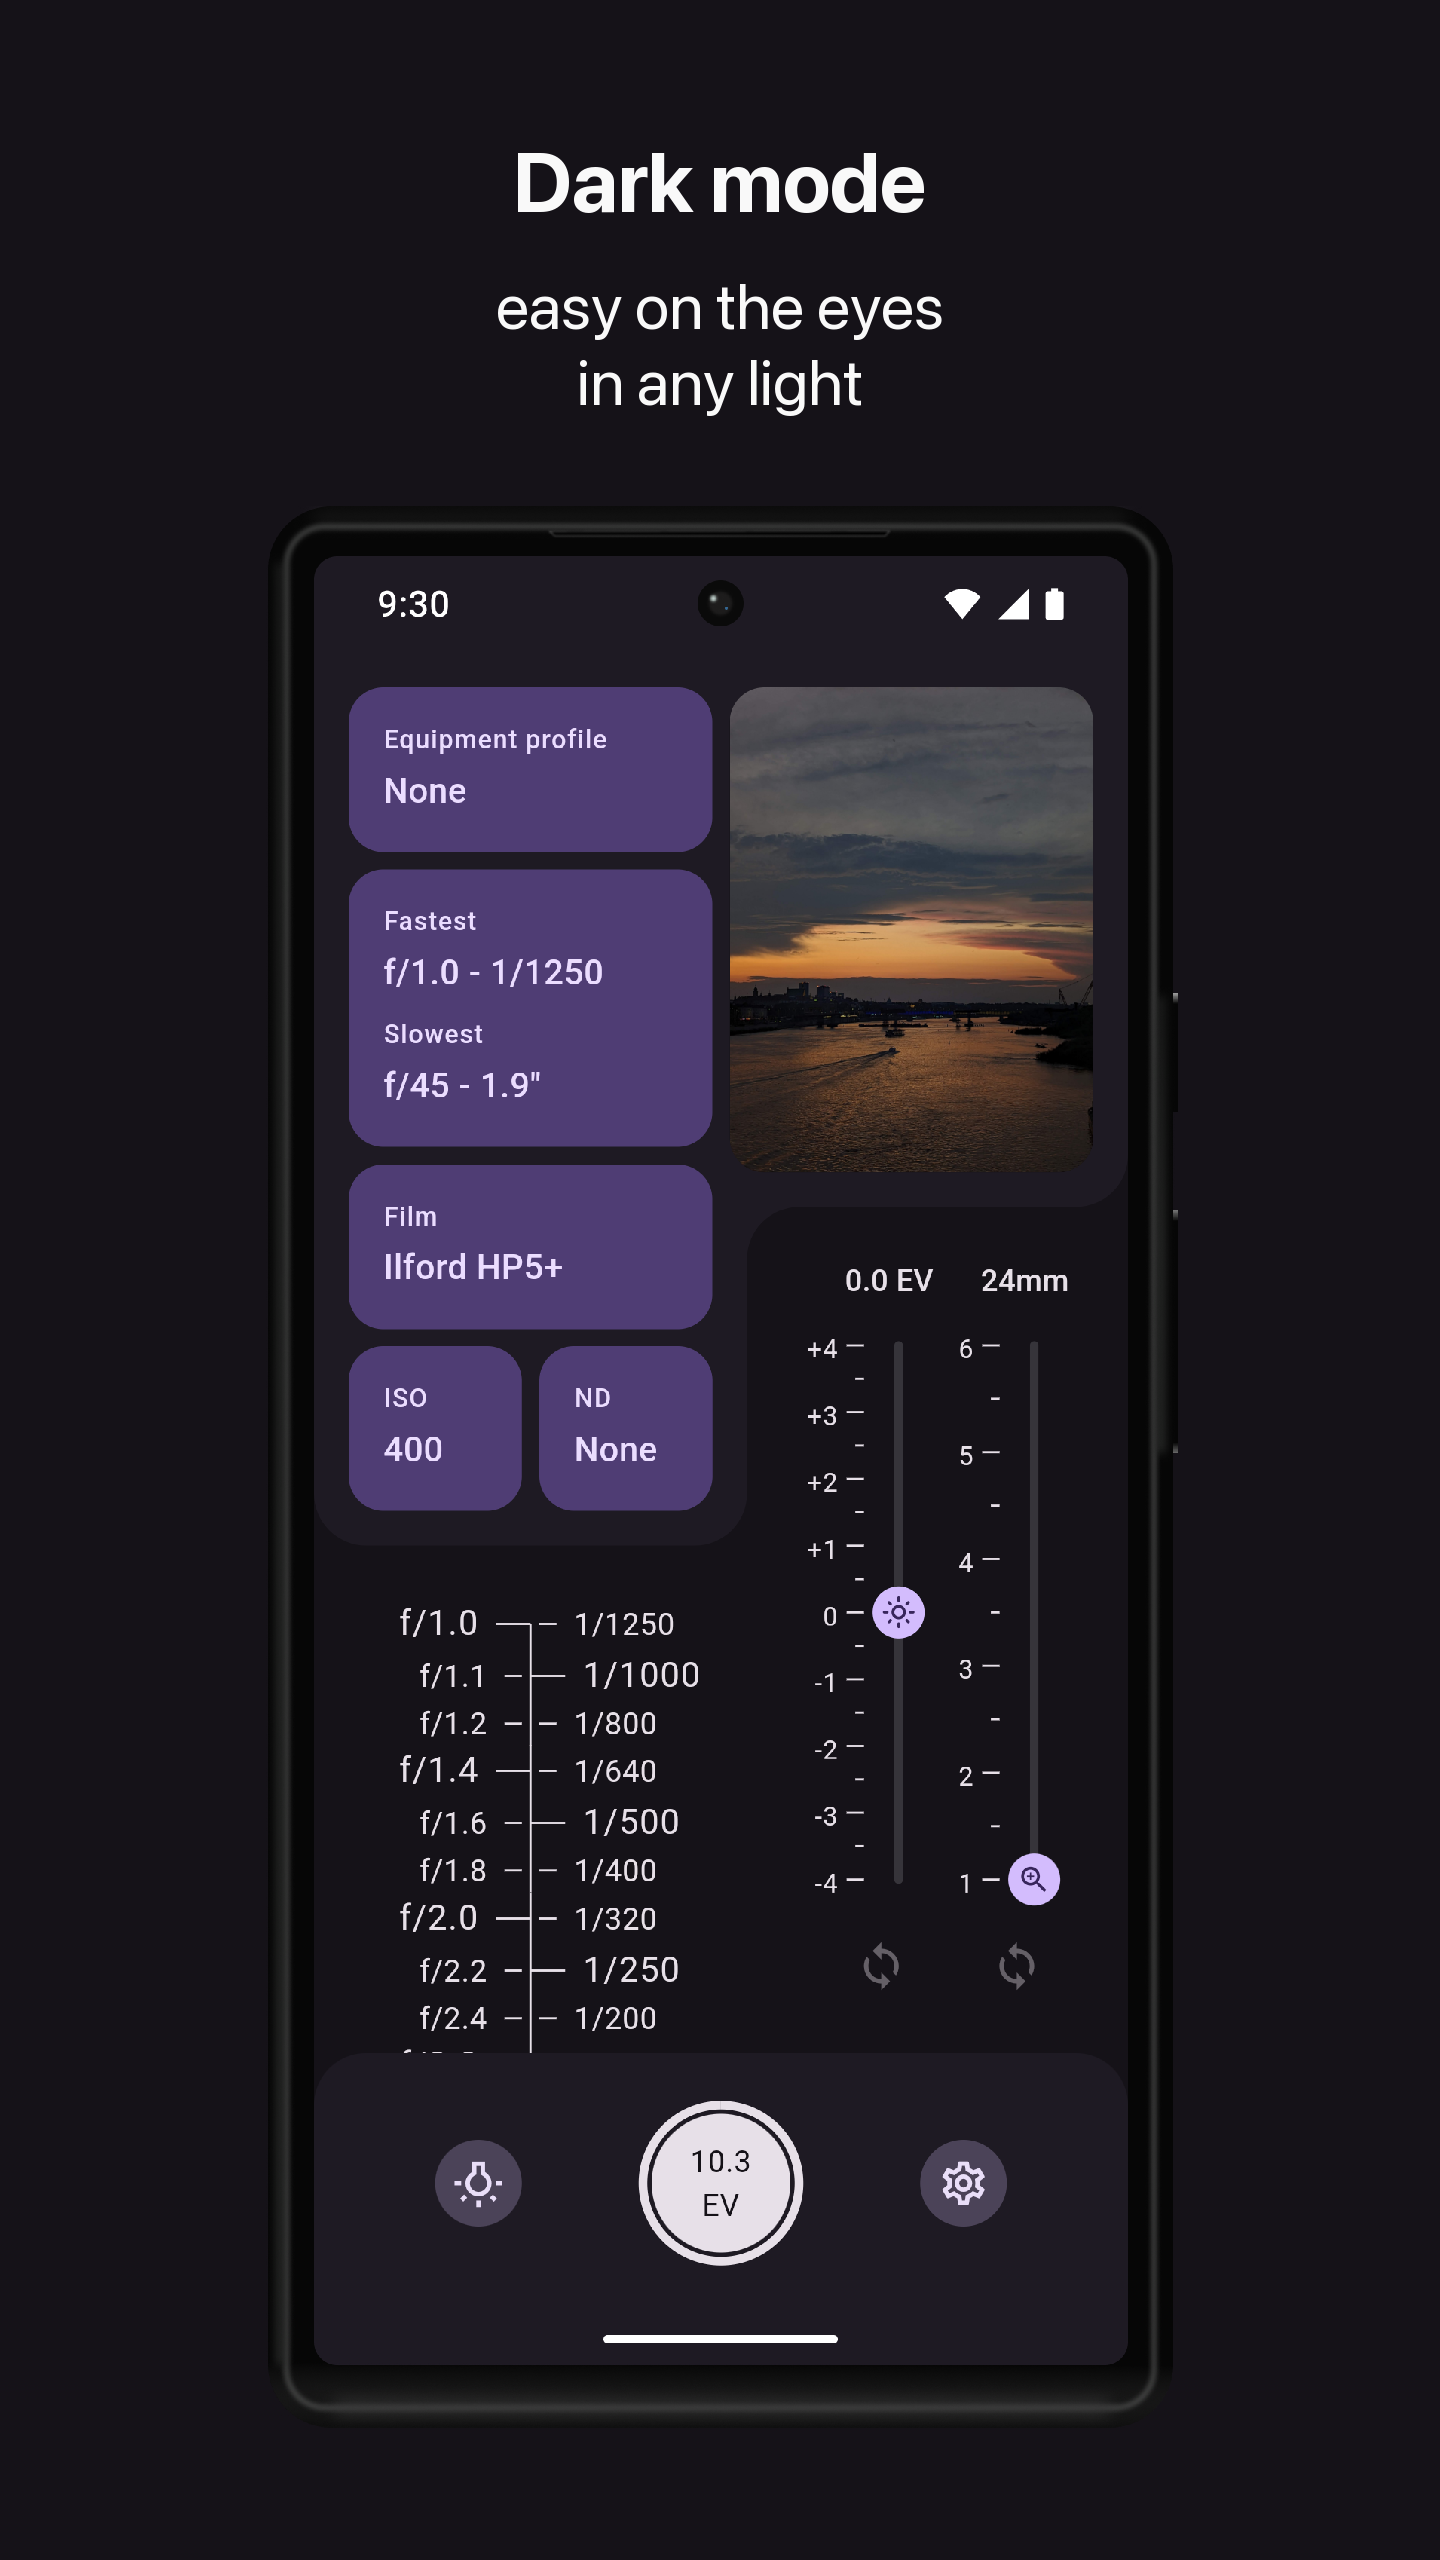 Dark mode
easy on the eyes
in any light
9:30
Equipment profile
None
Fastest
f/1.0 - 1/1250
Slowest
f/45 - 1.9"
Film
Ilford HP5+
ISO
400
ND
None
0.0 EV
24mm
+4
+3
+2
+1
0
-1
-2
-3
-4
6
5
4
3
2
1
f/1.0 1/1250
f/1.1 1/1000
f/1.2 1/800
f/1.4 1/640
f/1.6 1/500
f/1.8 1/400
f/2.0 1/320
f/2.2 1/250
f/2.4 1/200
10.3
EV